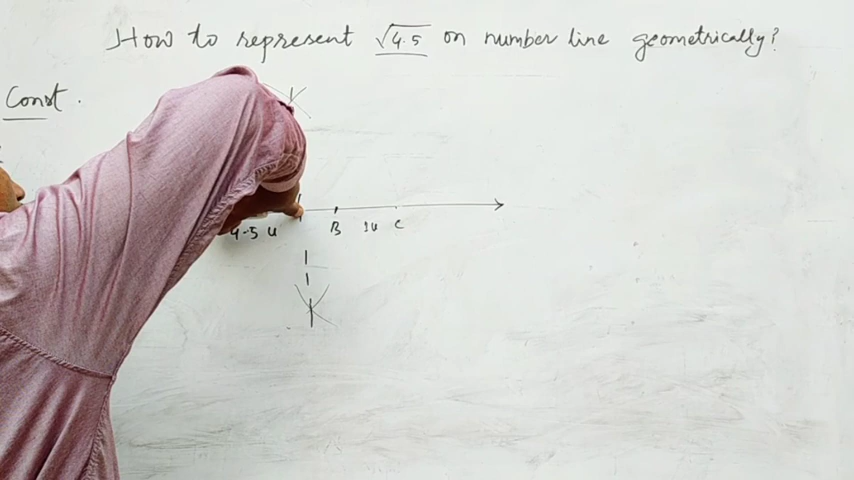 How to represent √4.5 on number line geometrically?
Const.
4.5 u B 1u C